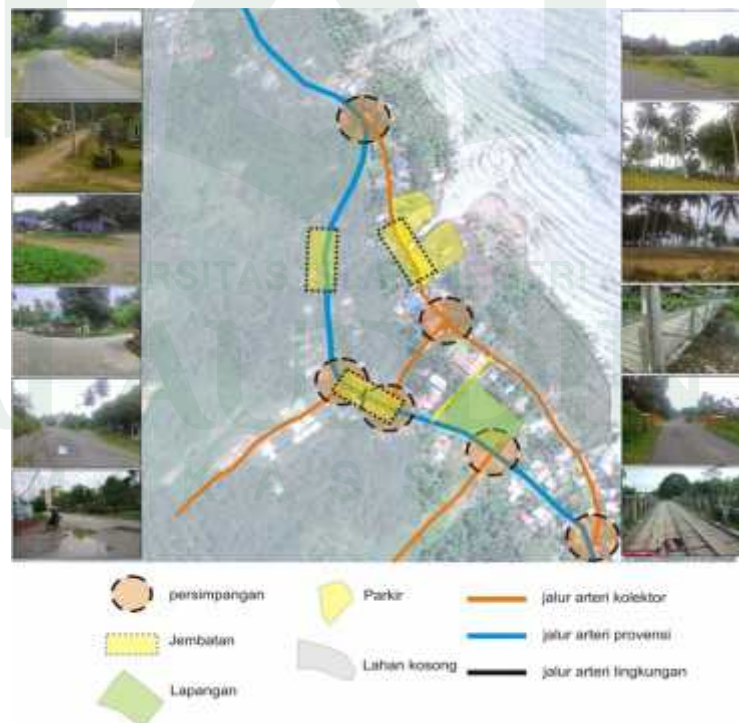 persimpangan
Jembatan
Lapangan
Parkir
Lahan kosong
jalur arteri kolektor
jalur arteri provensi
jalur arteri lingkungan